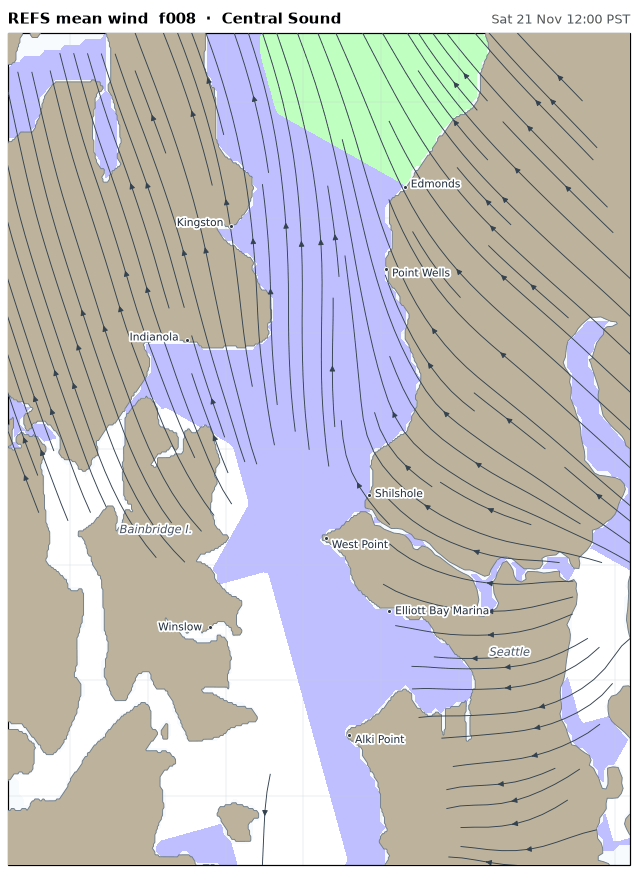 REFS mean wind f008 · Central Sound
Sat 21 Nov 12:00 PST
Edmonds
Kingston
Point Wells
Indianola
Shilshole
Bainbridge I.
West Point
Elliott Bay Marina
Winslow
Seattle
Alki Point